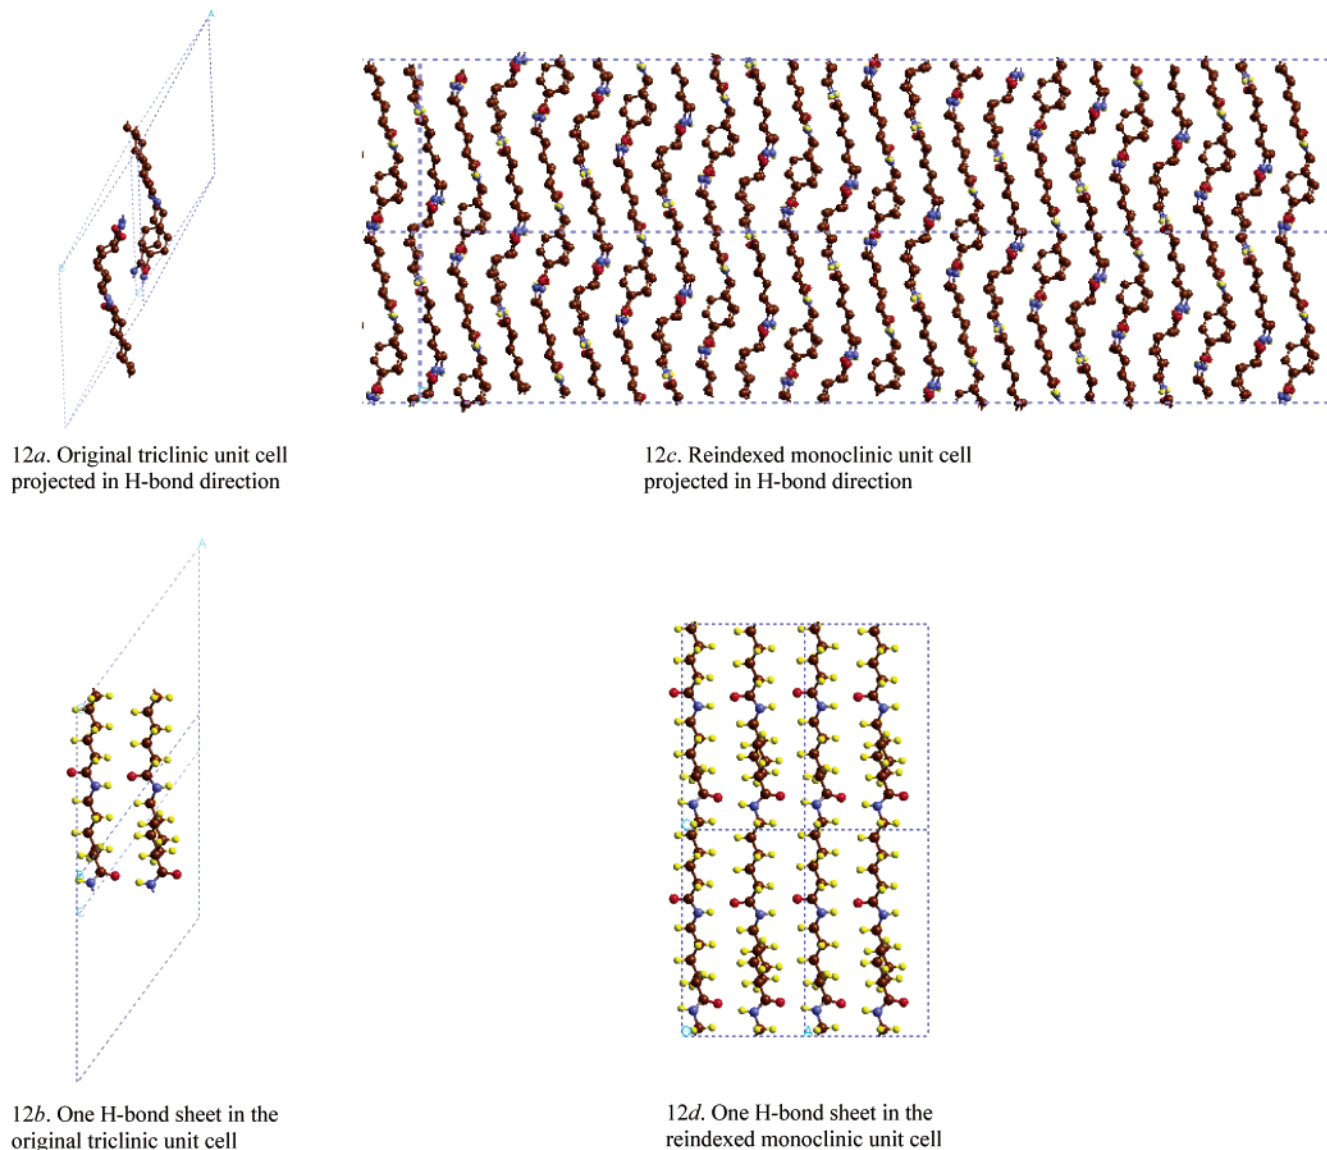 A
12a. Original triclinic unit cell
projected in H-bond direction
12c. Reindexed monoclinic unit cell
projected in H-bond direction
A
12b. One H-bond sheet in the
original triclinic unit cell
O
A
12d. One H-bond sheet in the
reindexed monoclinic unit cell